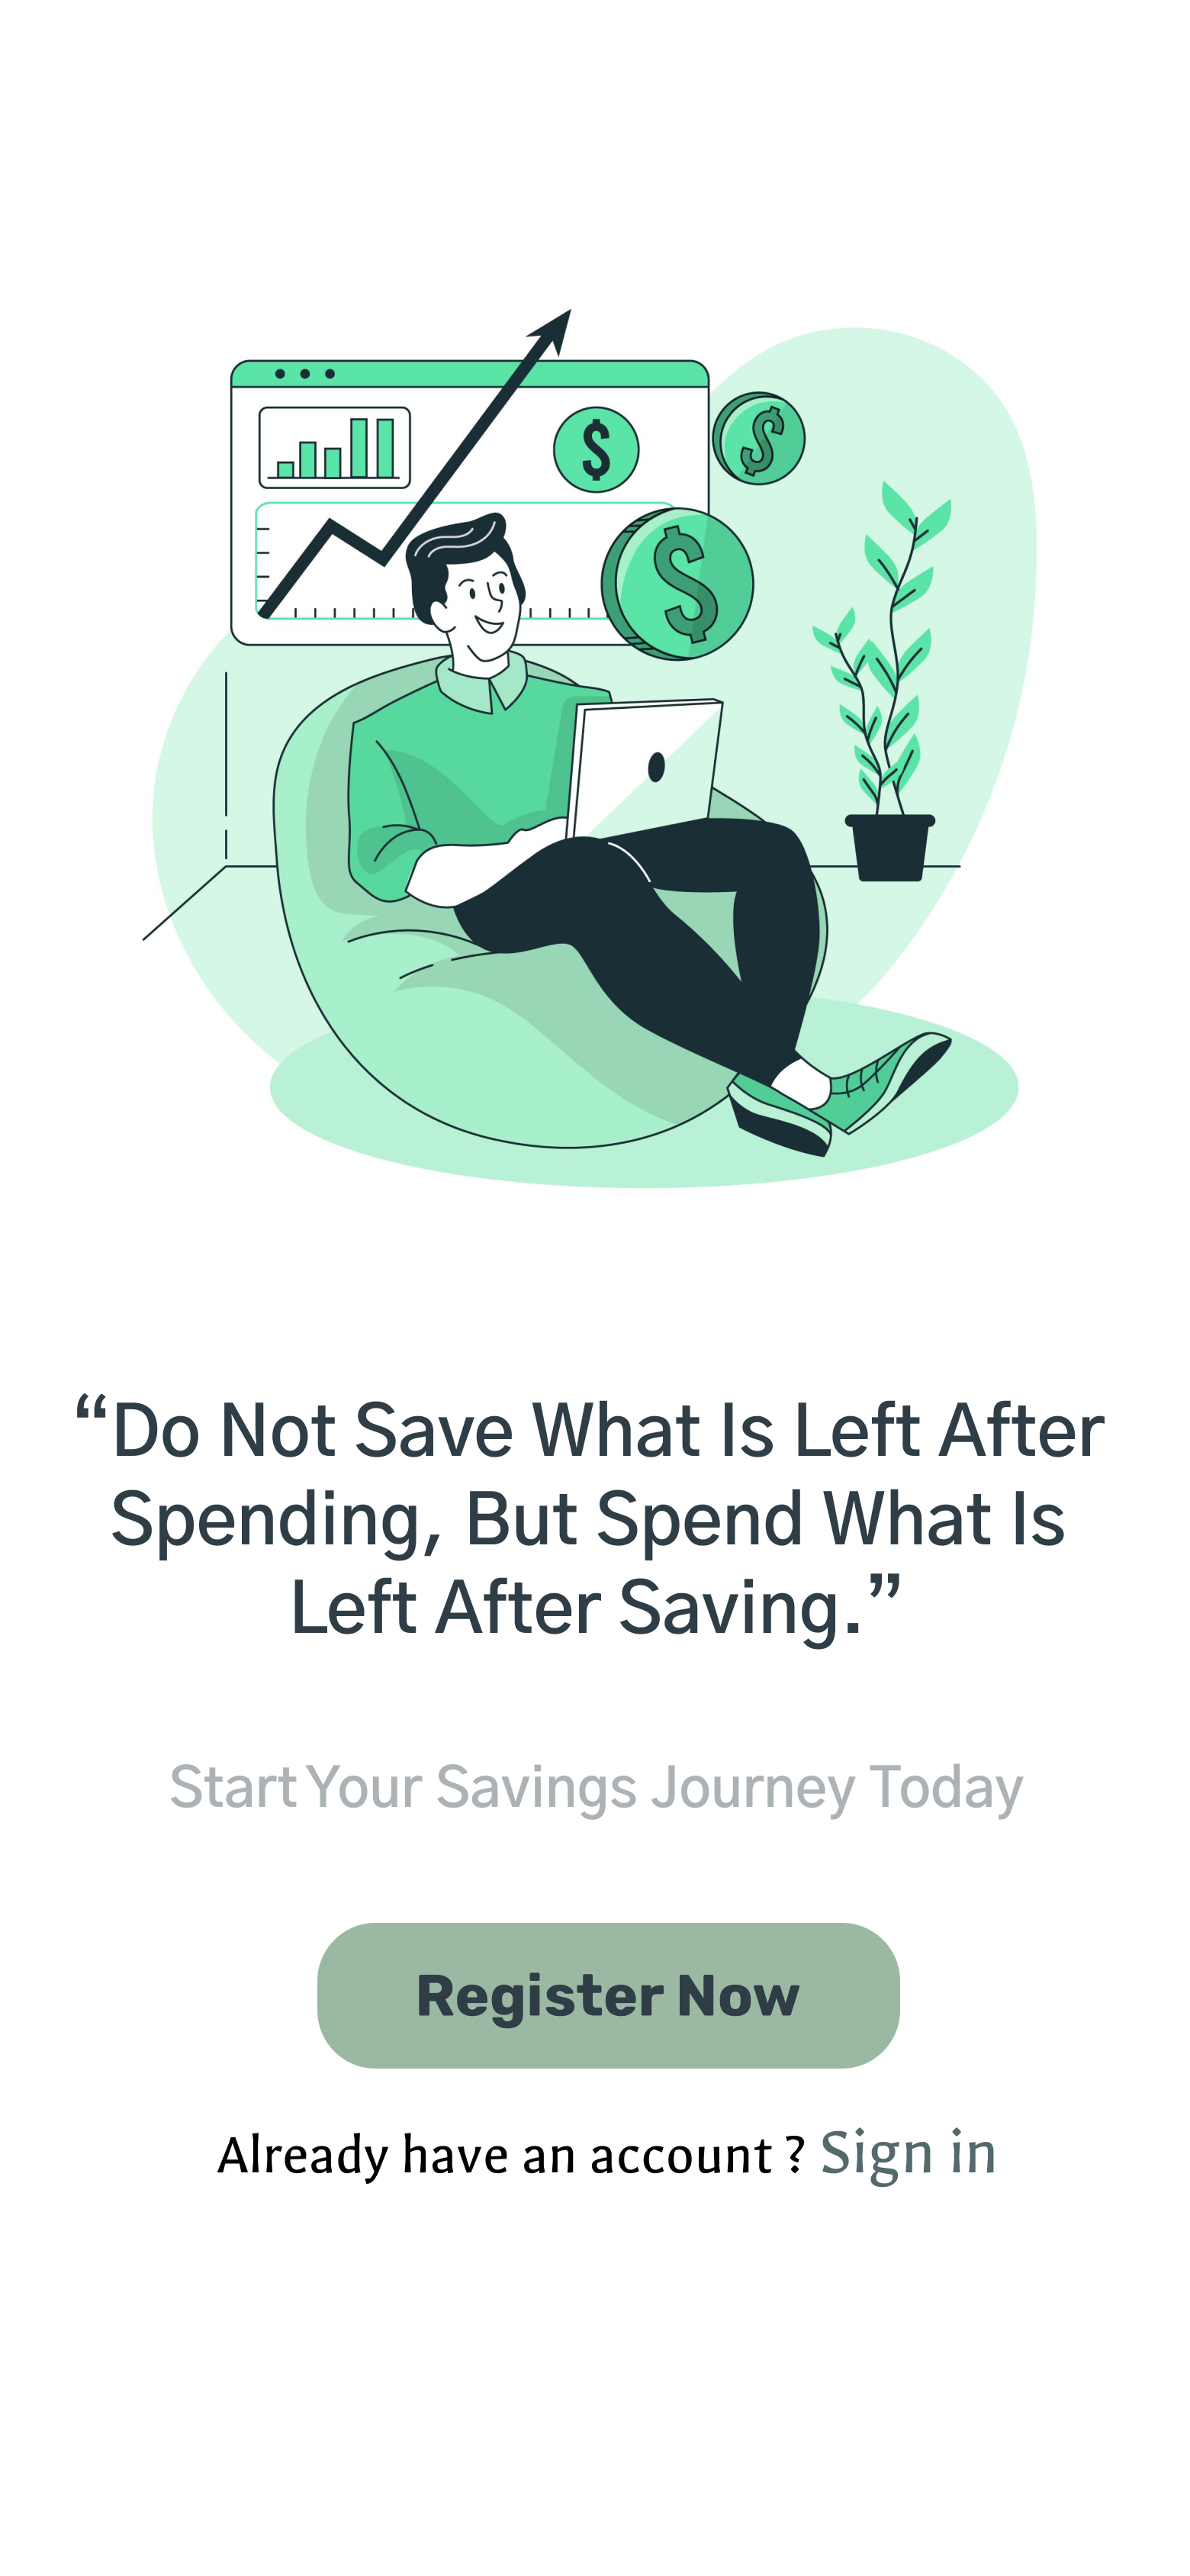 “Do Not Save What Is Left After
Spending, But Spend What Is
Left After Saving.”
Start Your Savings Journey Today
Register Now
Already have an account ? Sign in